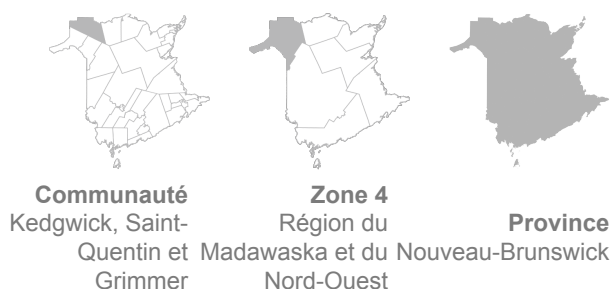 Communauté
Kedgwick, Saint-
Quentin et
Grimmer
Zone 4
Région du
Madawaska et du
Nord-Ouest
Province
Nouveau-Brunswick